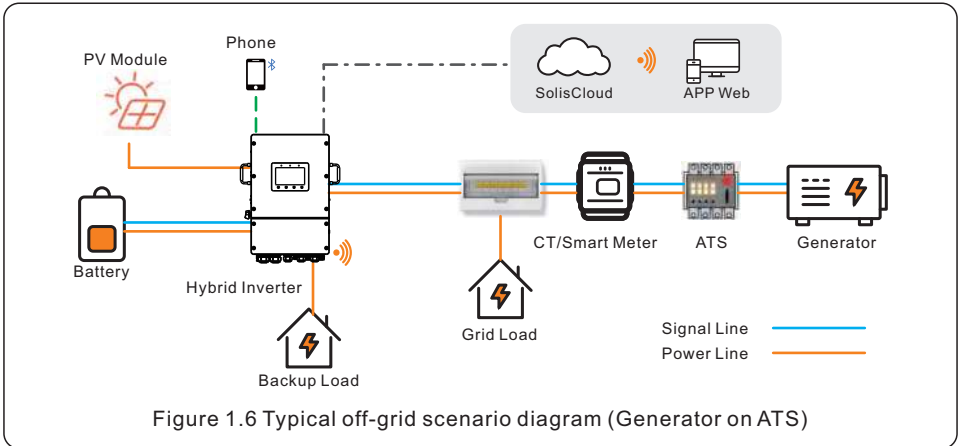 Phone
PV Module
SolisCloud
APP Web
CT/Smart Meter
ATS
Generator
Battery
Hybrid Inverter
Grid Load
Signal Line
Power Line
Backup Load
Figure 1.6 Typical off-grid scenario diagram (Generator on ATS)